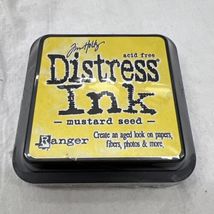 Tim Holtz
acid free
Distress®
Ink
— mustard seed —
Ranger
Create an aged look on papers,
fibers, photos & more